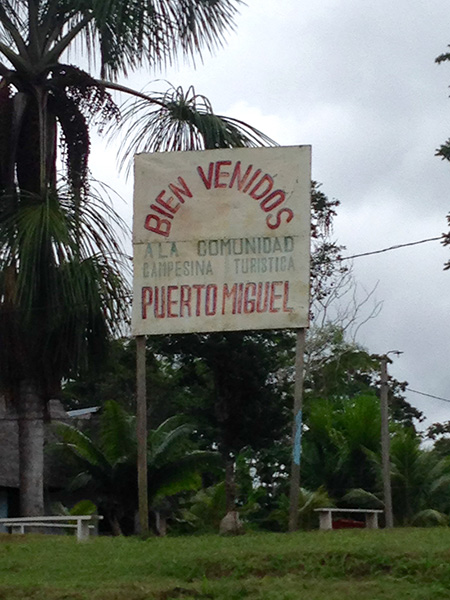 BIEN VENIDOS
A LA COMUNIDAD
CAMPESINA TURISTICA
PUERTO MIGUEL